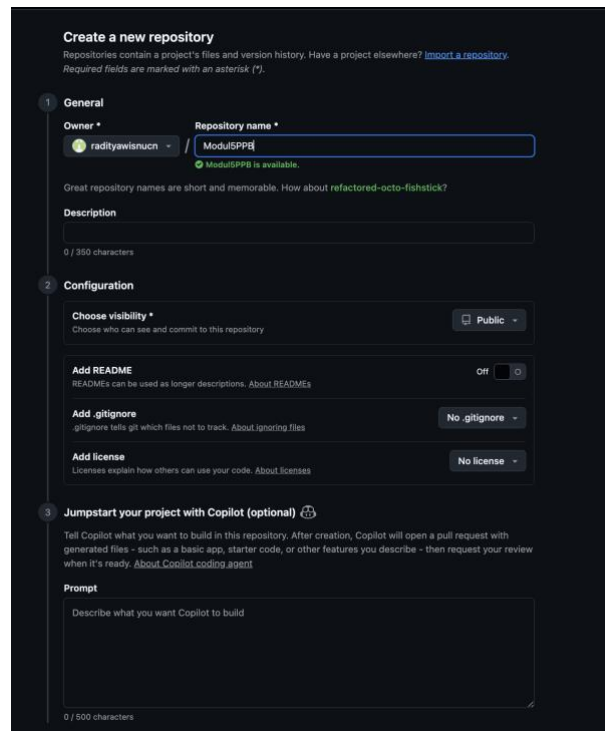 Create a new repository
Repositories contain a project's files and version history. Have a project elsewhere? Import a repository.
Required fields are marked with an asterisk (*).
1 General
Owner * Repository name *
radityawisnucn / Modul5PPB
Modul5PPB is available.
Great repository names are short and memorable. How about refactored-octo-fishstick?
Description
0 / 350 characters
2 Configuration
Choose visibility * Public
Choose who can see and commit to this repository
Add README Off
READMEs can be used as longer descriptions. About READMEs
Add .gitignore No .gitignore
.gitignore tells git which files not to track. About ignoring files
Add license No license
Licenses explain how others can use your code. About licenses
3 Jumpstart your project with Copilot (optional)
Tell Copilot what you want to build in this repository. After creation, Copilot will open a pull request with
generated files - such as a basic app, starter code, or other features you describe - then request your review
when it's ready. About Copilot coding agent
Prompt
Describe what you want Copilot to build
0 / 500 characters